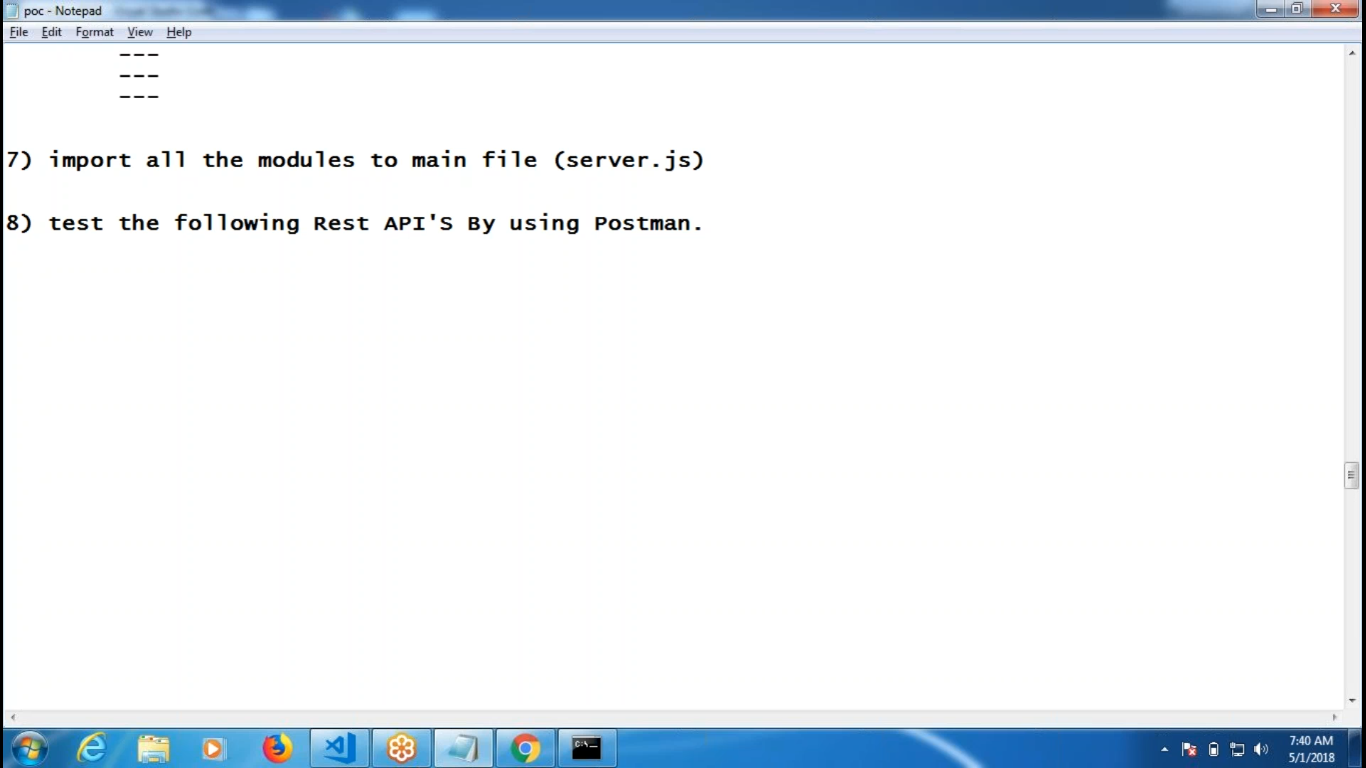 poc - Notepad
File Edit Format View Help
---
---
---
7) import all the modules to main file (server.js)
8) test the following Rest API'S By using Postman.
7:40 AM
5/1/2018